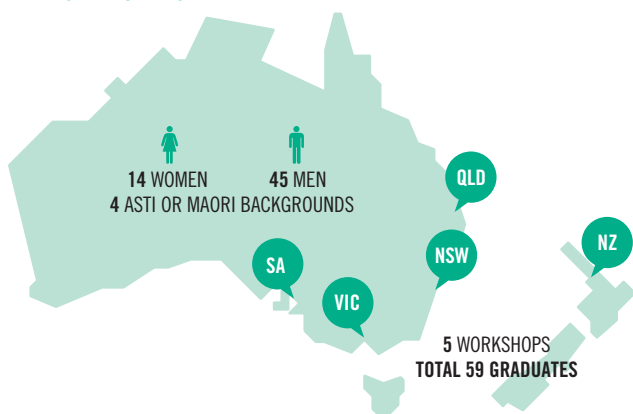 14 WOMEN
45 MEN
4 ASTI OR MAORI BACKGROUNDS
QLD
NZ
SA
NSW
VIC
5 WORKSHOPS
TOTAL 59 GRADUATES